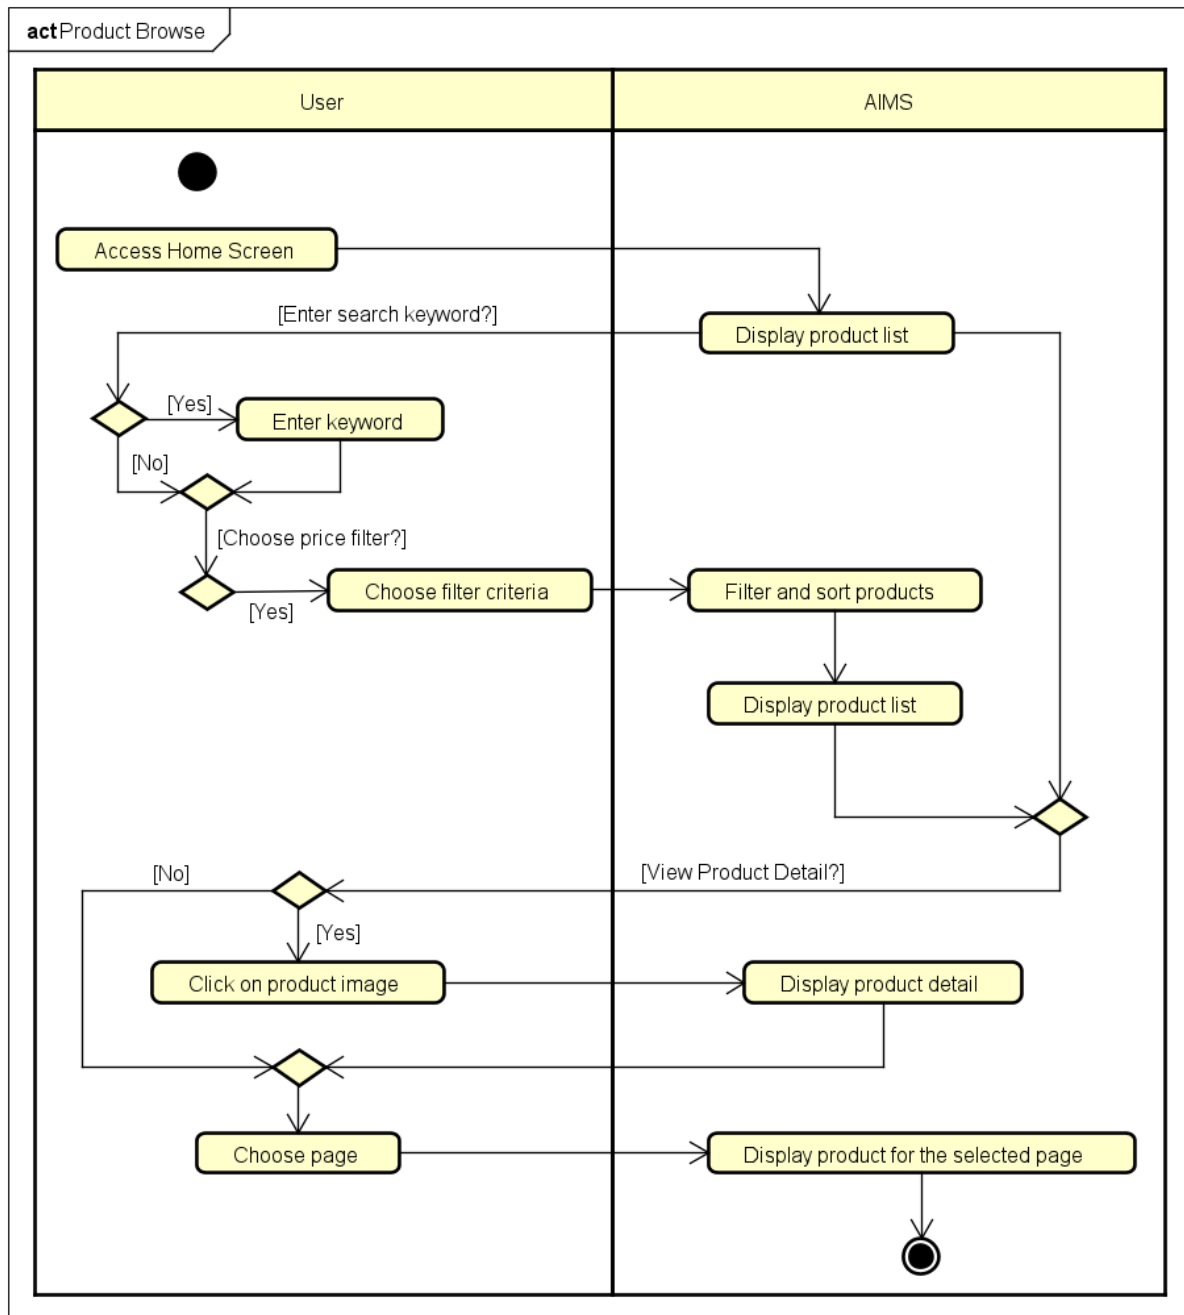 act Product Browse
User
AIMS
Access Home Screen
[Enter search keyword?]
Display product list
[Yes]
Enter keyword
[No]
[Choose price filter?]
Choose filter criteria
Filter and sort products
[Yes]
Display product list
[No]
[View Product Detail?]
[Yes]
Click on product image
Display product detail
Choose page
Display product for the selected page